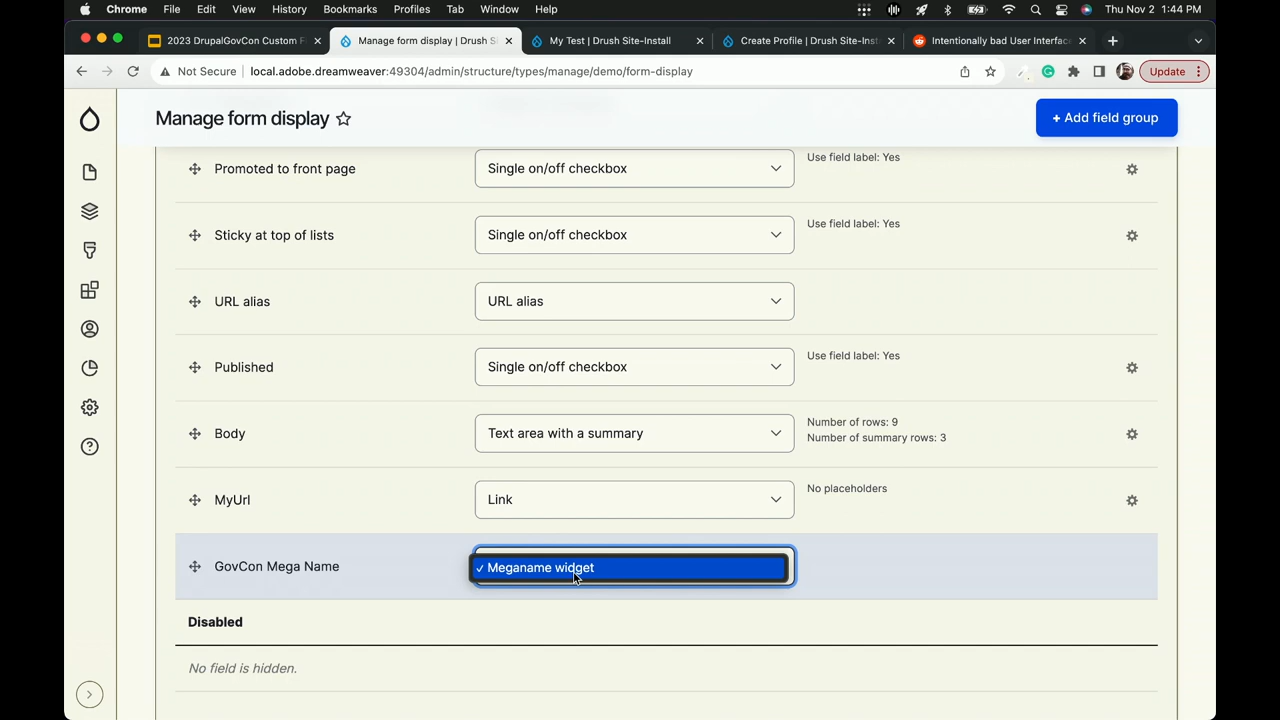 Chrome File Edit View History Bookmarks Profiles Tab Window Help Thu Nov 2 1:44 PM
2023 DrupalGovCon Custom F Manage form display | Drush S My Test | Drush Site-Install Create Profile | Drush Site-Inst Intentionally bad User Interface
Not Secure local.adobe.dreamweaver:49304/admin/structure/types/manage/demo/form-display Update
Manage form display + Add field group
Promoted to front page Single on/off checkbox Use field label: Yes
Sticky at top of lists Single on/off checkbox Use field label: Yes
URL alias URL alias
Published Single on/off checkbox Use field label: Yes
Body Text area with a summary Number of rows: 9
Number of summary rows: 3
MyUrl Link No placeholders
GovCon Mega Name ✓ Meganame widget
Disabled
No field is hidden.